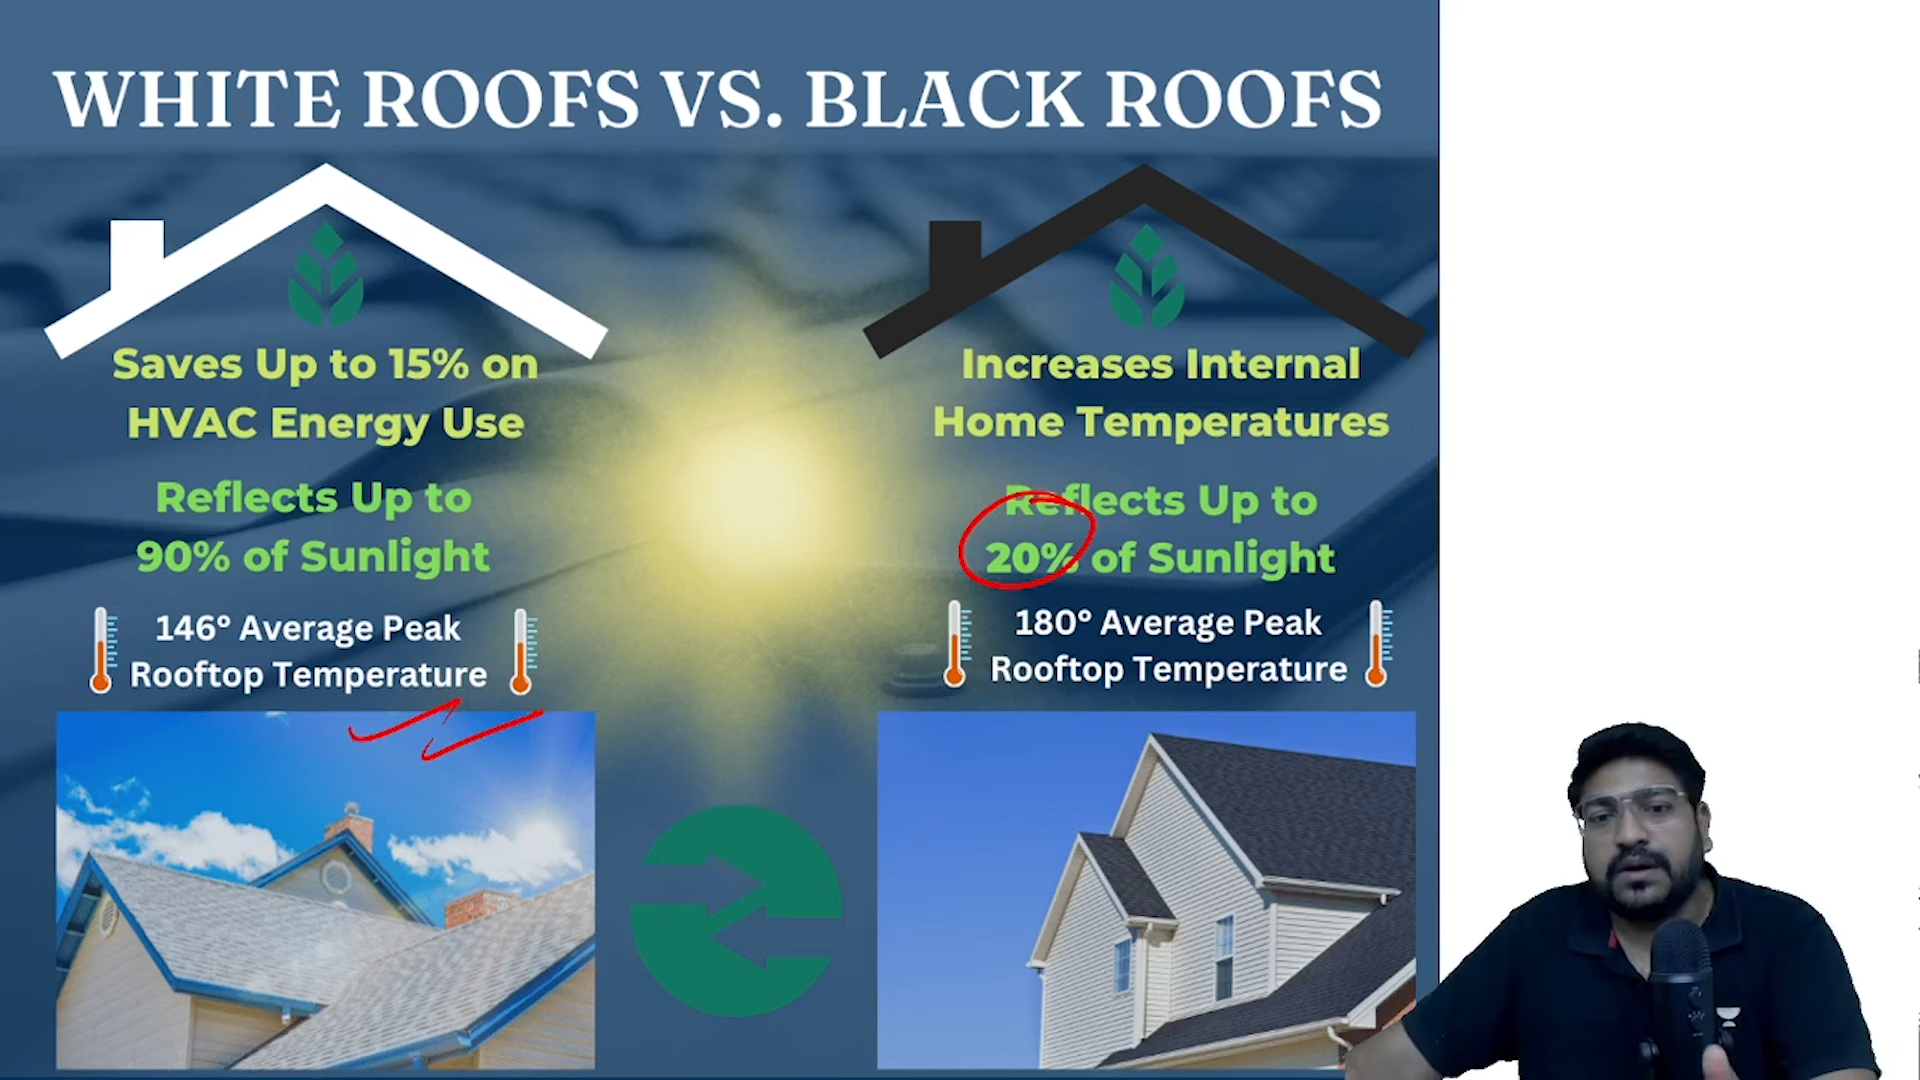 WHITE ROOFS VS. BLACK ROOFS
Saves Up to 15% on
HVAC Energy Use
Reflects Up to
90% of Sunlight
146° Average Peak
Rooftop Temperature
Increases Internal
Home Temperatures
Reflects Up to
20% of Sunlight
180° Average Peak
Rooftop Temperature